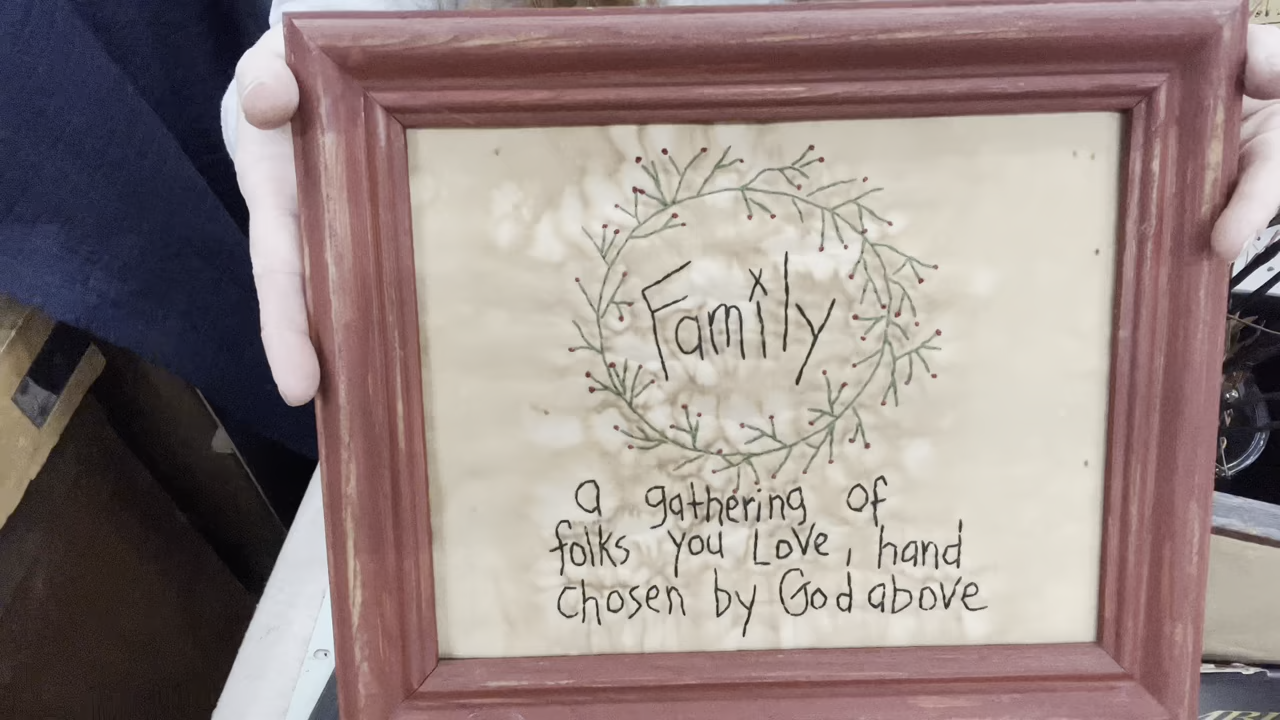 Family
a gathering of
folks you Love, hand
chosen by God above